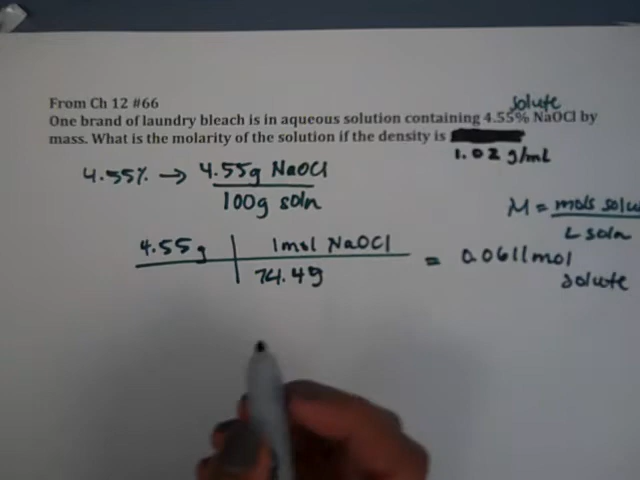 From Ch 12 #66
solute
One brand of laundry bleach is in aqueous solution containing 4.55% NaOCl by
mass. What is the molarity of the solution if the density is
1.02 g/mL
4.55% → 4.55g NaOCl
100g soln
M = mols solu
L soln
4.55g 1mol NaOCl = 0.0611mol
74.4g solute